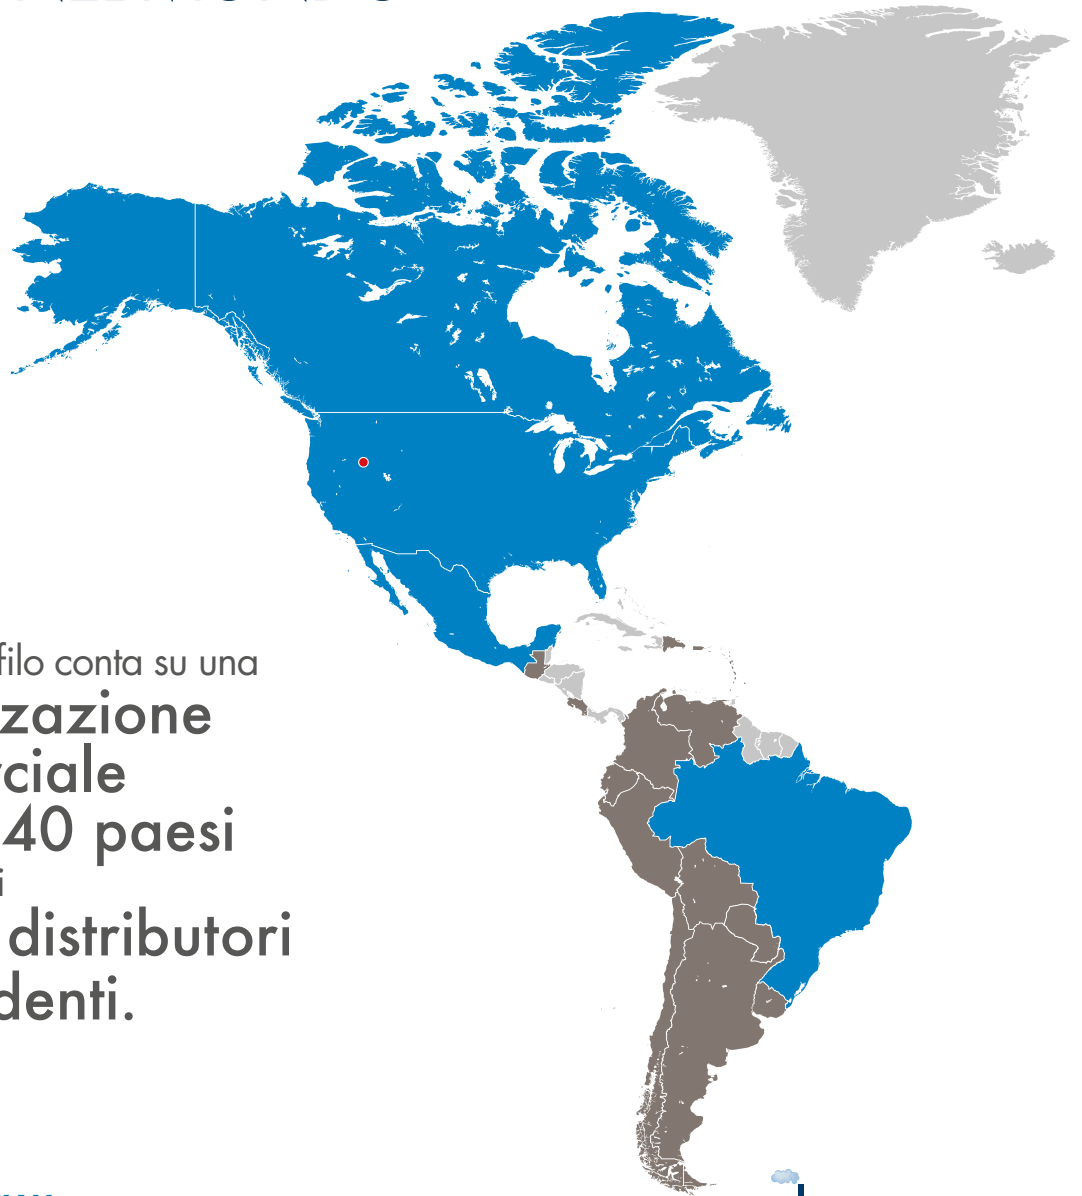 filo conta su una
zazione
ciale
40 paesi
i
distributori
denti.